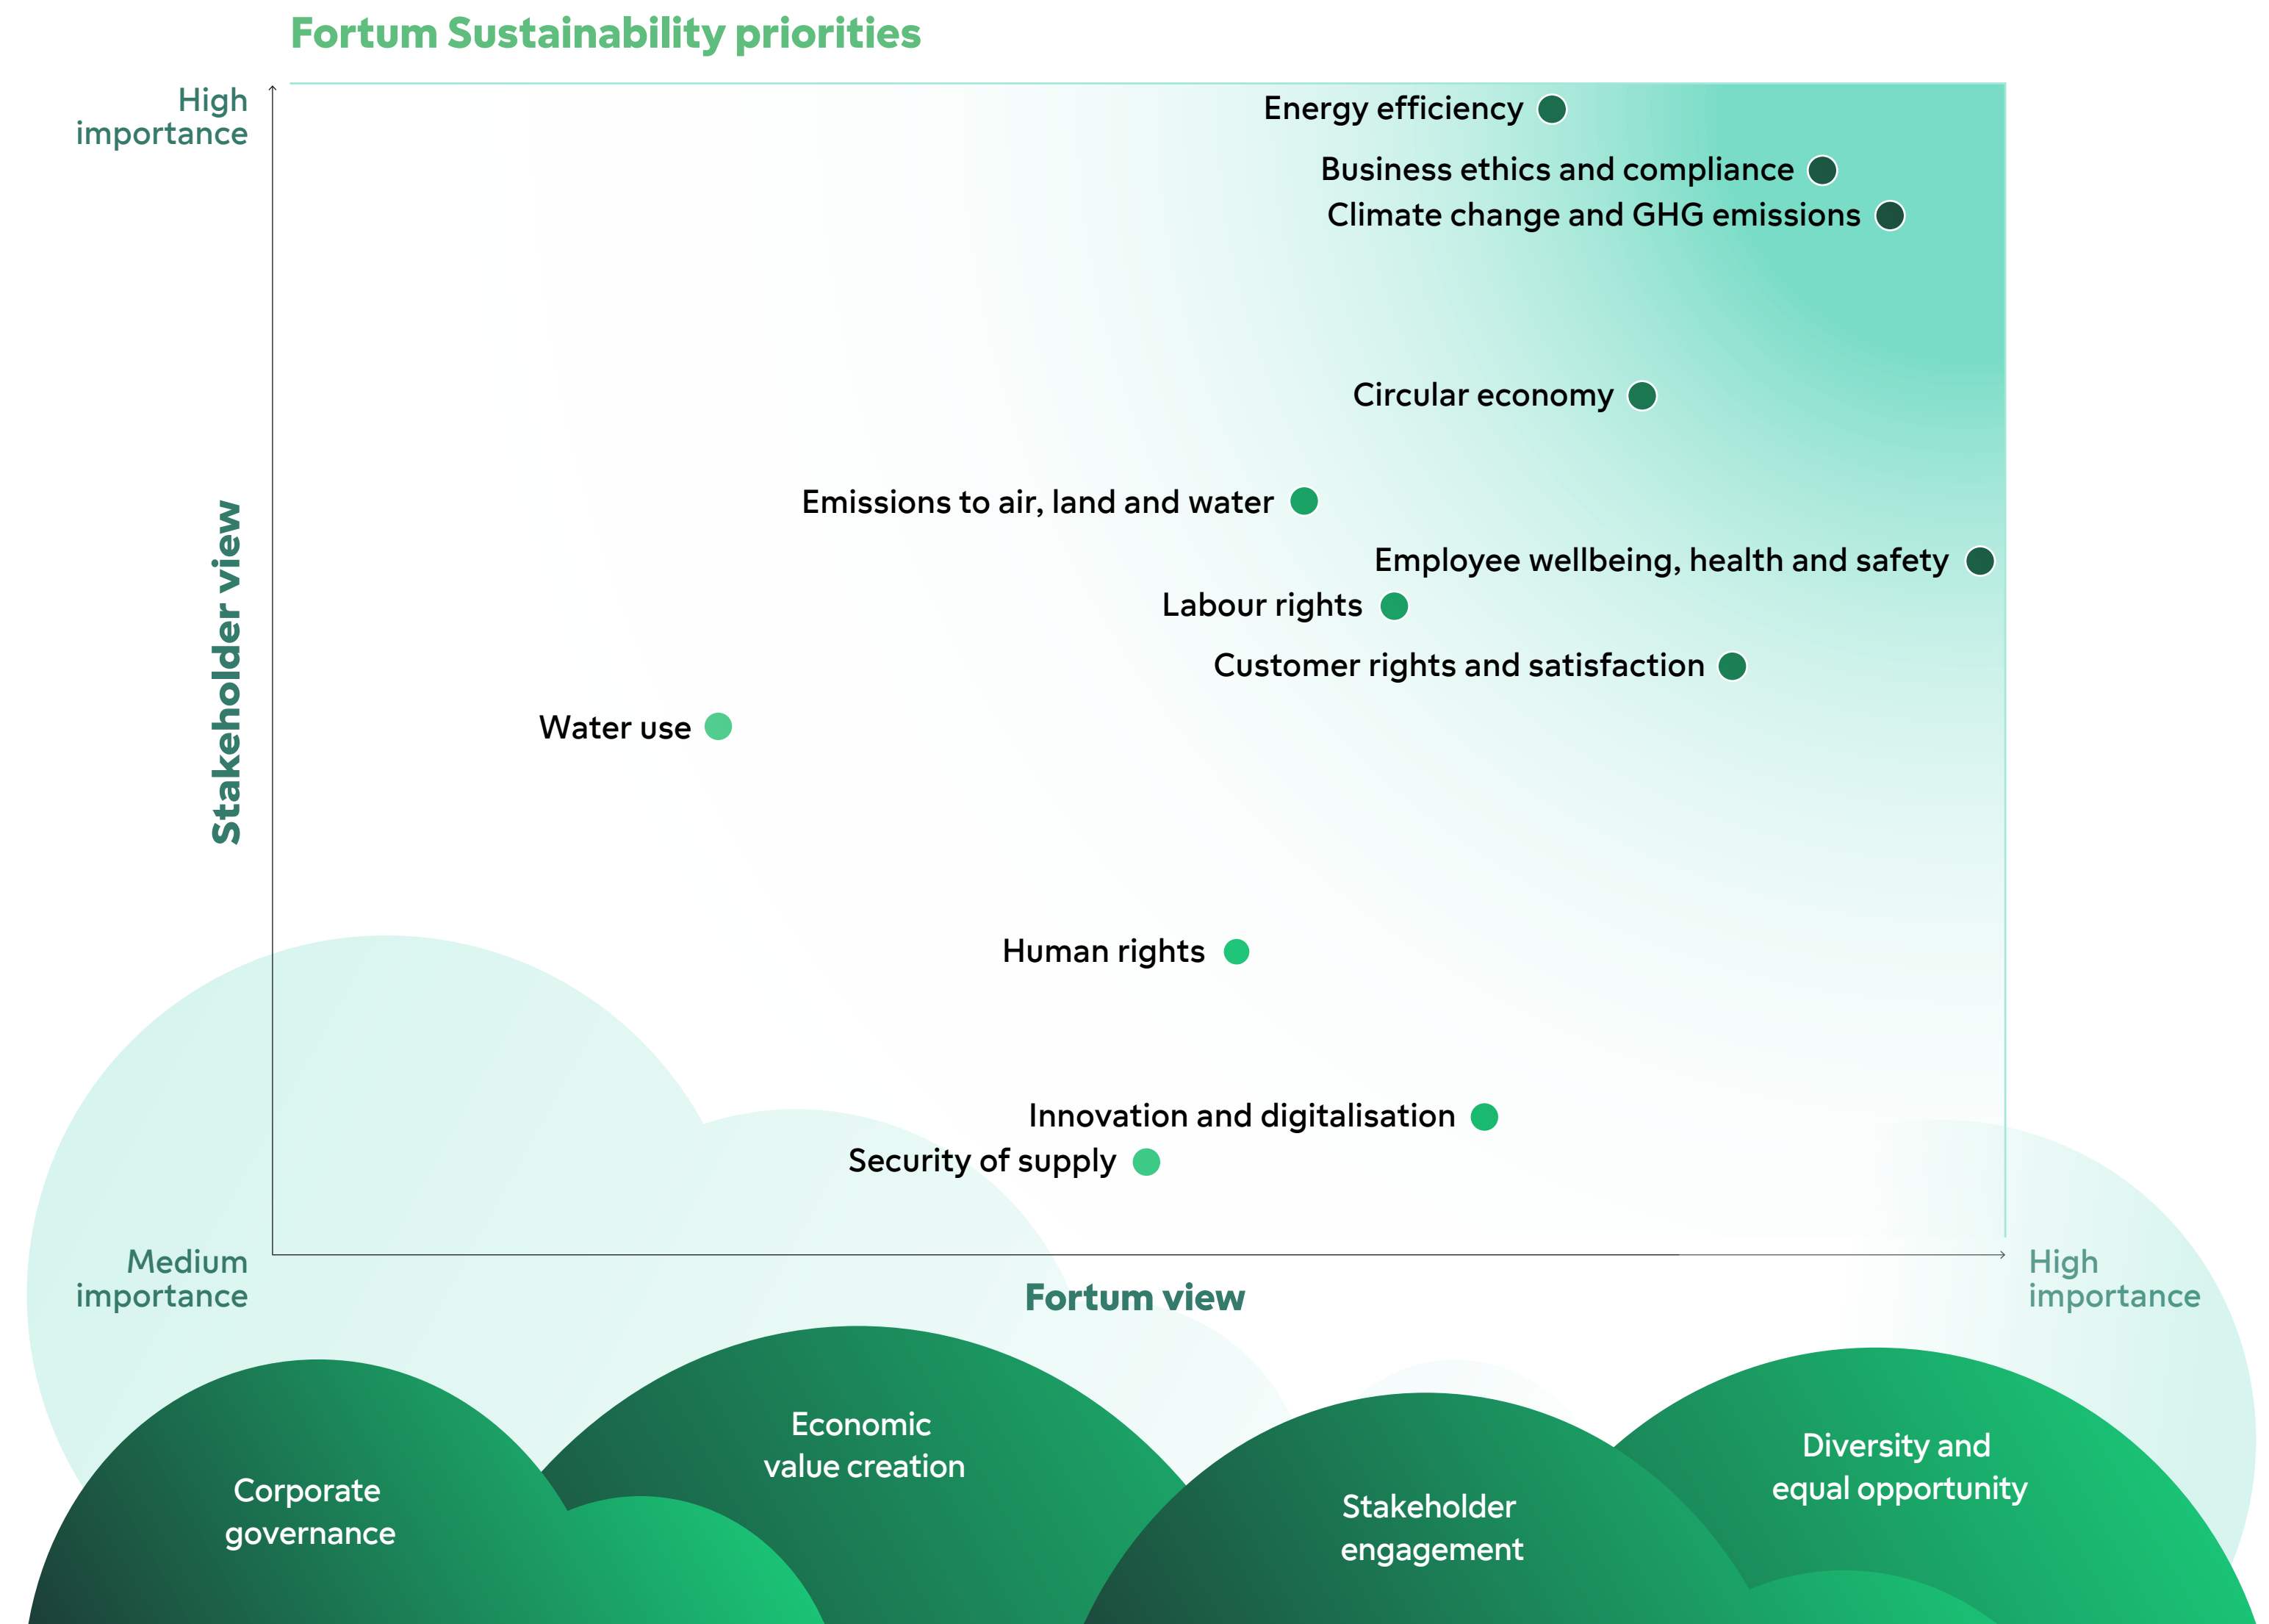 Fortum Sustainability priorities
High
importance
Energy efficiency
Business ethics and compliance
Climate change and GHG emissions
Circular economy
Emissions to air, land and water
Employee wellbeing, health and safety
Labour rights
Customer rights and satisfaction
Stakeholder view
Water use
Human rights
Innovation and digitalisation
Security of supply
Medium
importance
Fortum view
High
importance
Corporate
governance
Economic
value creation
Stakeholder
engagement
Diversity and
equal opportunity